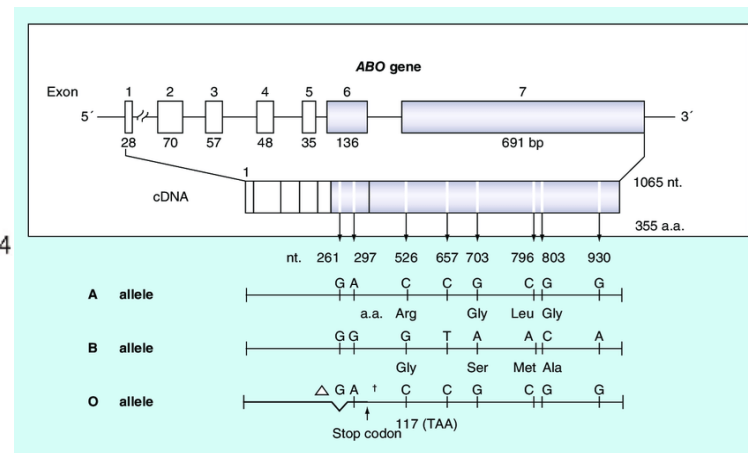 ABO gene
Exon 1 2 3 4 5 6 7
5´ 3´
28 70 57 48 35 136 691 bp
1
1065 nt.
cDNA
355 a.a.
4
nt. 261 297 526 657 703 796 803 930
G A C C G C G G
A allele
a.a. Arg Gly Leu Gly
G G G T A A C A
B allele
Gly Ser Met Ala
△ G A † C C G C G G
O allele
117 (TAA)
Stop codon